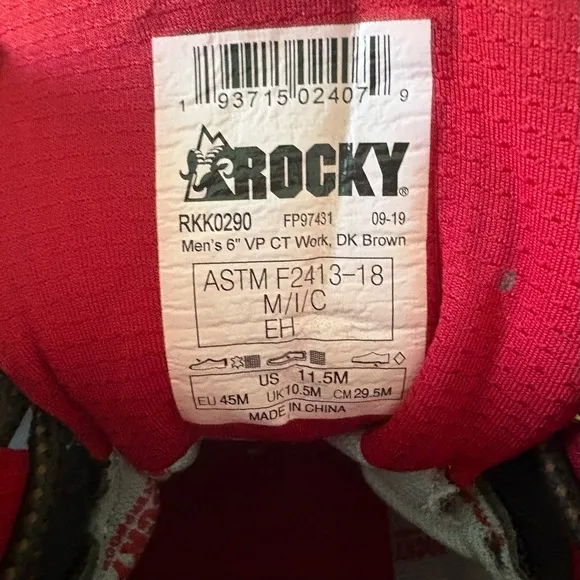 1 93715 02407 9
ROCKY®
RKK0290 FP97431 09-19
Men's 6" VP CT Work, DK Brown
ASTM F2413-18
M/I/C
EH
US 11.5M
EU 45M UK 10.5M CM 29.5M
MADE IN CHINA